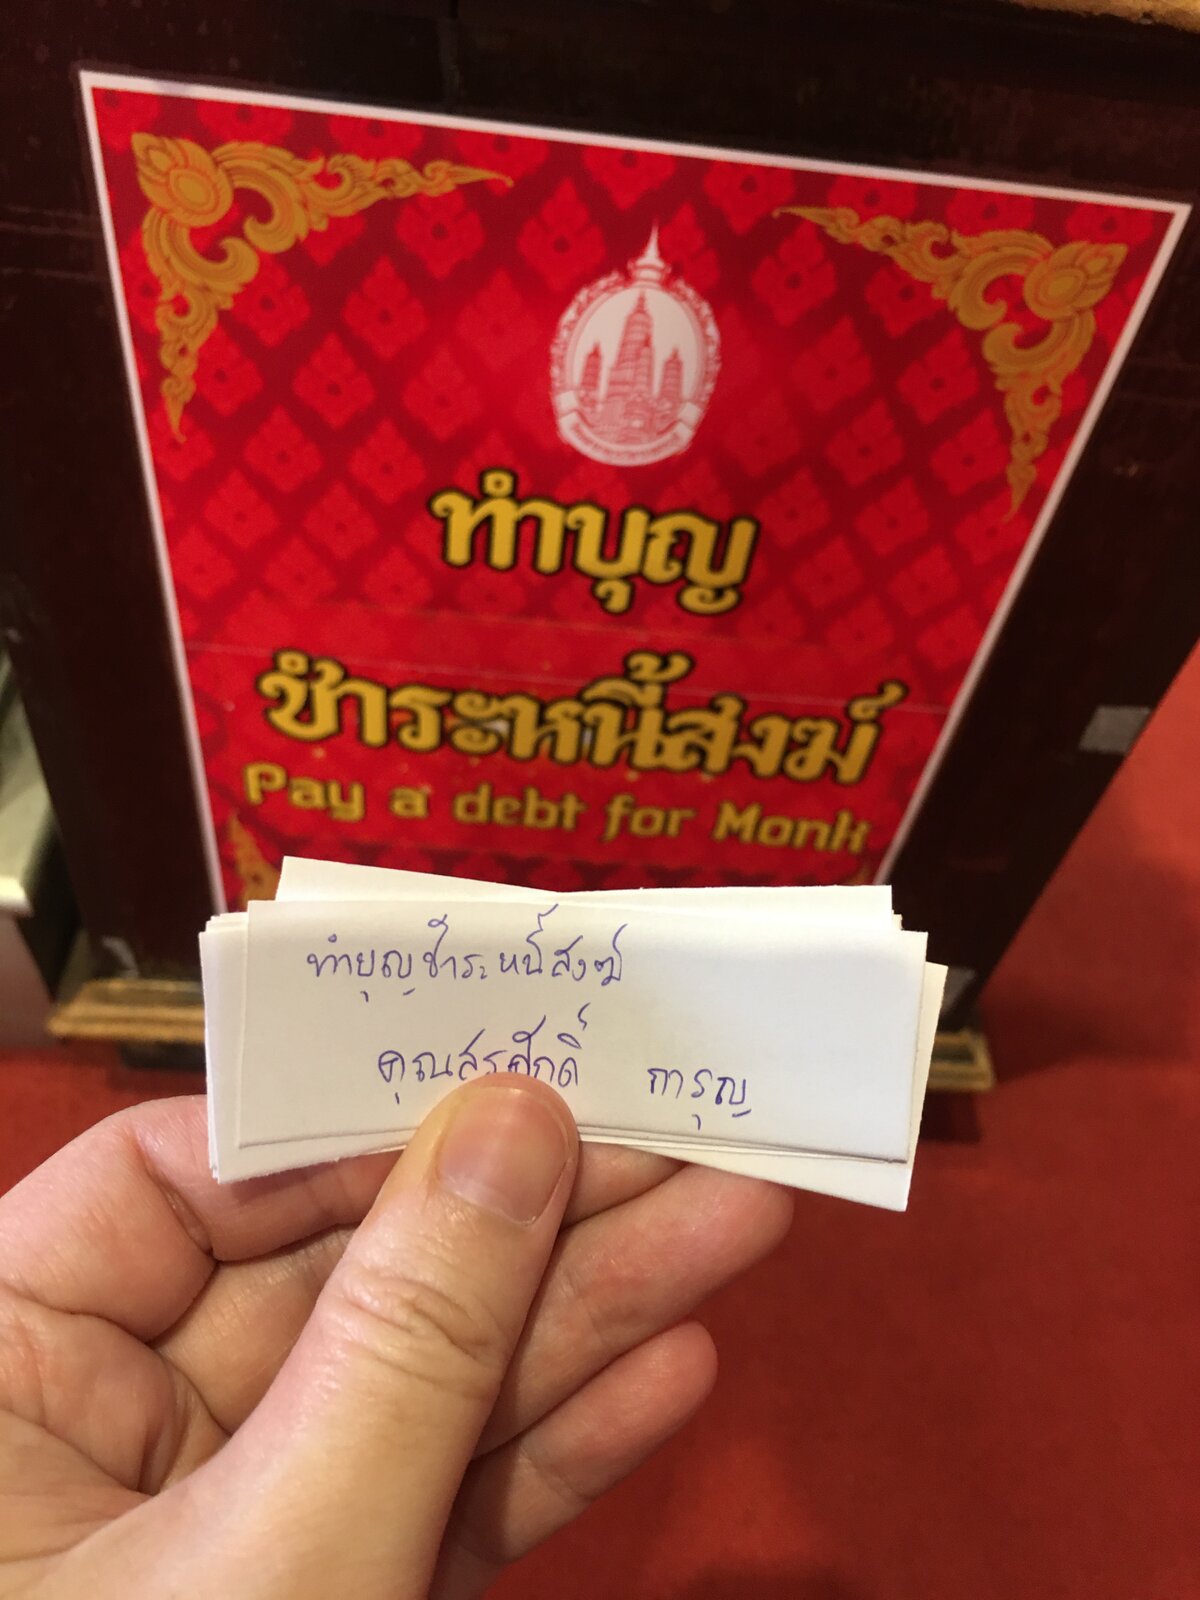 ทำบุญ
ชำระหนี้สงฆ์
Pay a debt for Monk
ทำบุญชำระหนี้สงฆ์
คุณสรศักดิ์ การุญ